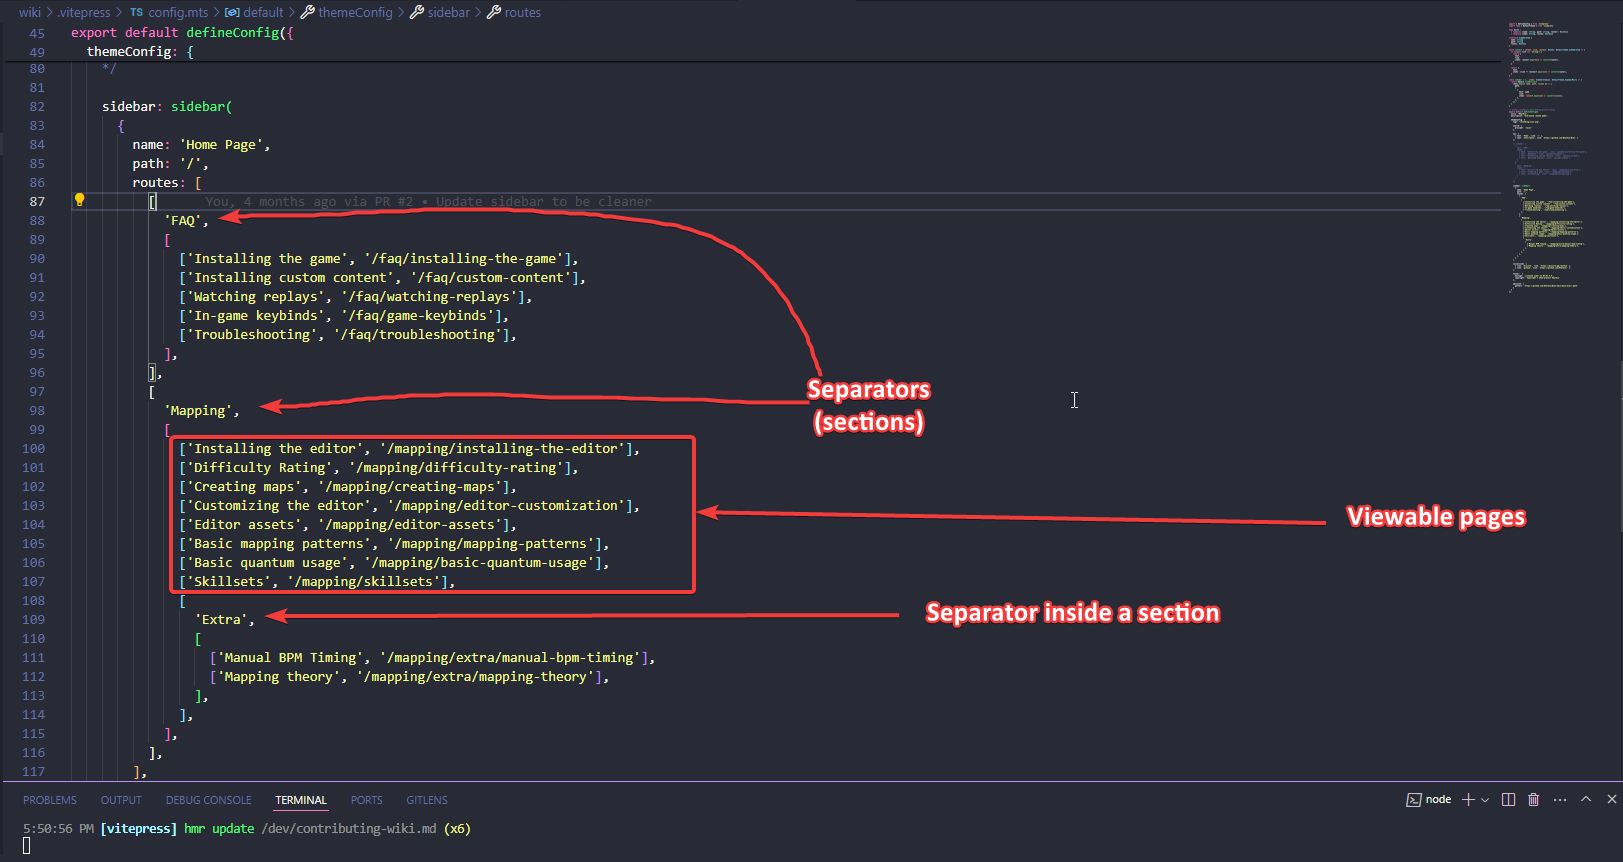 wiki > .vitepress > TS config.mts > default > themeConfig > sidebar > routes
45 export default defineConfig({
49 themeConfig: {
80 */
81
82 sidebar: sidebar(
83 {
84 name: 'Home Page',
85 path: '/',
86 routes: [
87 [ You, 4 months ago via PR #2 • Update sidebar to be cleaner
88 'FAQ',
89 [
90 ['Installing the game', '/faq/installing-the-game'],
91 ['Installing custom content', '/faq/custom-content'],
92 ['Watching replays', '/faq/watching-replays'],
93 ['In-game keybinds', '/faq/game-keybinds'],
94 ['Troubleshooting', '/faq/troubleshooting'],
95 ],
96 ],
97 [
Separators
(sections)
98 'Mapping',
99 [
100 ['Installing the editor', '/mapping/installing-the-editor'],
101 ['Difficulty Rating', '/mapping/difficulty-rating'],
102 ['Creating maps', '/mapping/creating-maps'],
103 ['Customizing the editor', '/mapping/editor-customization'],
104 ['Editor assets', '/mapping/editor-assets'],
Viewable pages
105 ['Basic mapping patterns', '/mapping/mapping-patterns'],
106 ['Basic quantum usage', '/mapping/basic-quantum-usage'],
107 ['Skillsets', '/mapping/skillsets'],
108 [
109 'Extra',
Separator inside a section
110 [
111 ['Manual BPM Timing', '/mapping/extra/manual-bpm-timing'],
112 ['Mapping theory', '/mapping/extra/mapping-theory'],
113 ],
114 ],
115 ],
116 ],
117 ],
PROBLEMS OUTPUT DEBUG CONSOLE TERMINAL PORTS GITLENS node
5:50:56 PM [vitepress] hmr update /dev/contributing-wiki.md (x6)